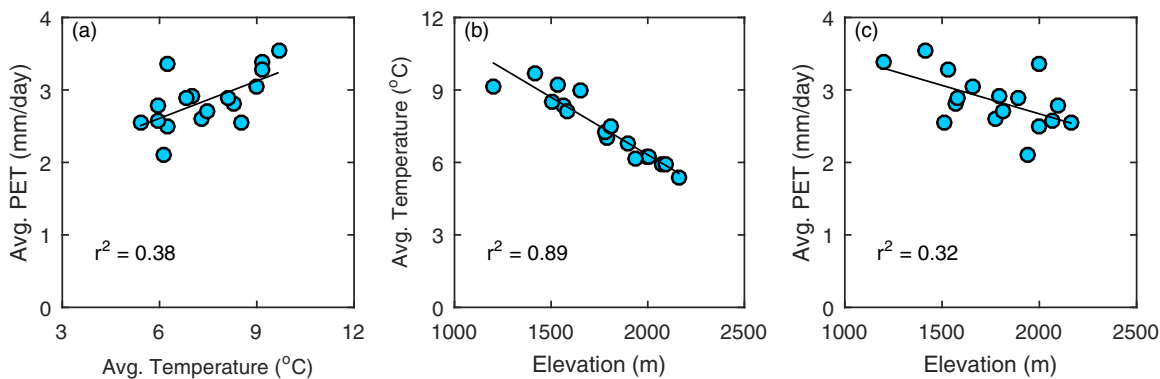 (a)
Avg. PET (mm/day)
4
3
2
1
0
r² = 0.38
3 6 9 12
Avg. Temperature (°C)
(b)
Avg. Temperature (°C)
12
9
6
3
0
r² = 0.89
1000 1500 2000 2500
Elevation (m)
(c)
Avg. PET (mm/day)
4
3
2
1
0
r² = 0.32
1000 1500 2000 2500
Elevation (m)